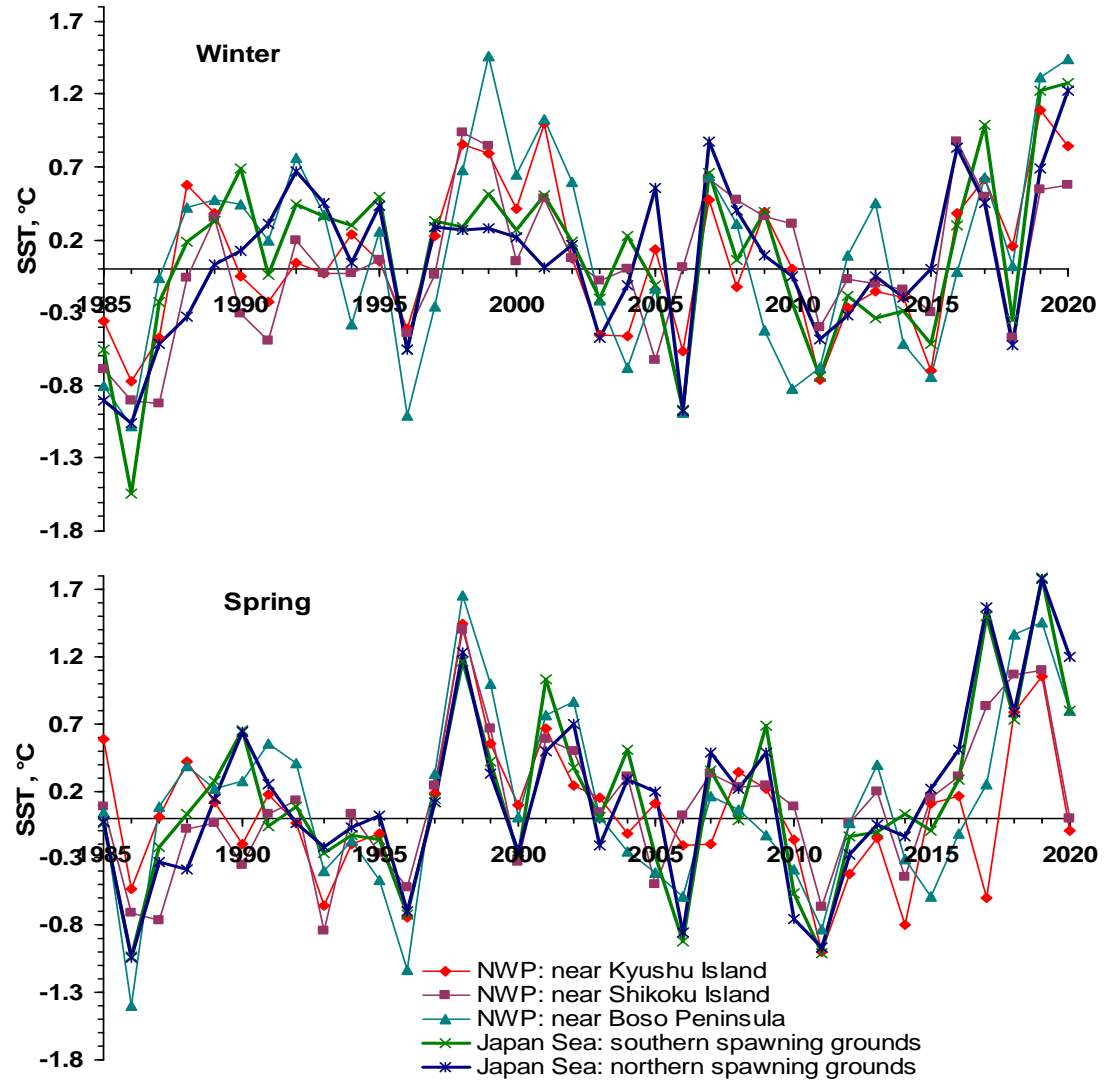 1.7
Winter
1.2
0.7
0.2
-0.3
-0.8
-1.3
-1.8
SST, °C
1985 1990 1995 2000 2005 2010 2015 2020
1.7
Spring
1.2
0.7
0.2
-0.3
-0.8
-1.3
-1.8
SST, °C
1985 1990 1995 2000 2005 2010 2015 2020
NWP: near Kyushu Island
NWP: near Shikoku Island
NWP: near Boso Peninsula
Japan Sea: southern spawning grounds
Japan Sea: northern spawning grounds